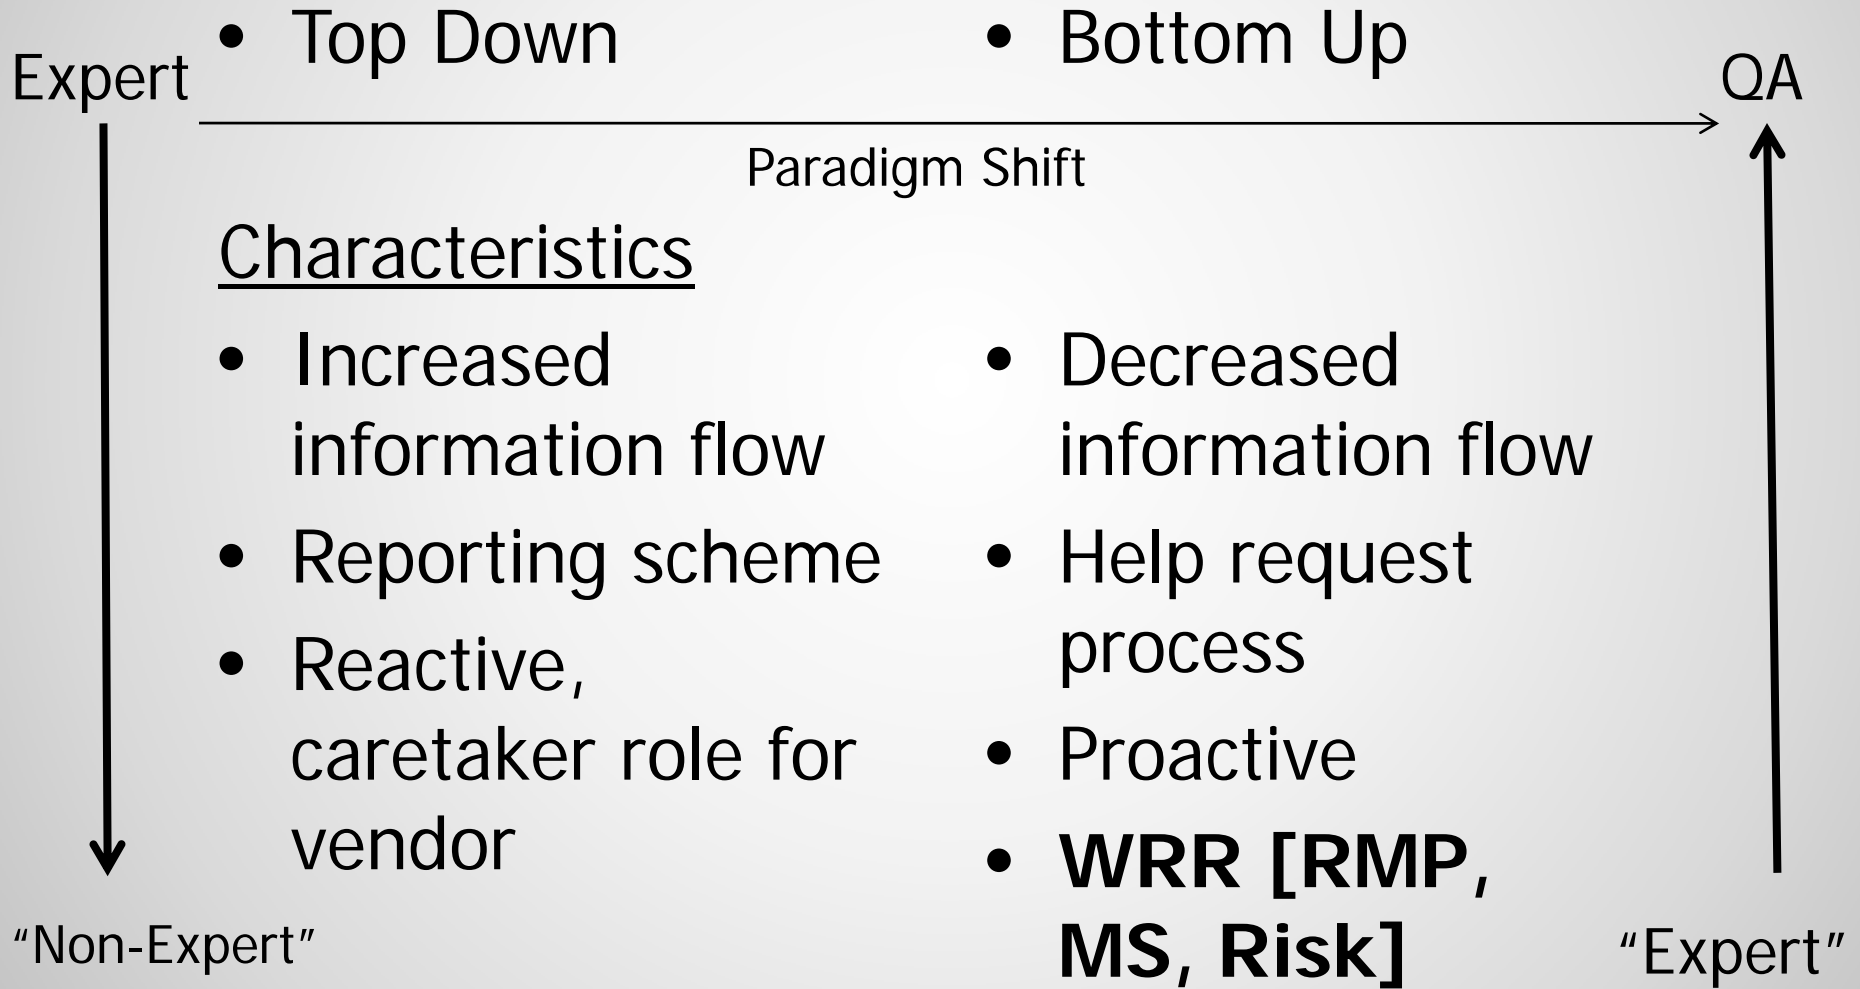 • Top Down
• Bottom Up
Expert
QA
Paradigm Shift
Characteristics
• Increased
information flow
• Reporting scheme
• Reactive,
caretaker role for
vendor
• Decreased
information flow
• Help request
process
• Proactive
• WRR [RMP,
MS, Risk]
“Non-Expert”
“Expert”